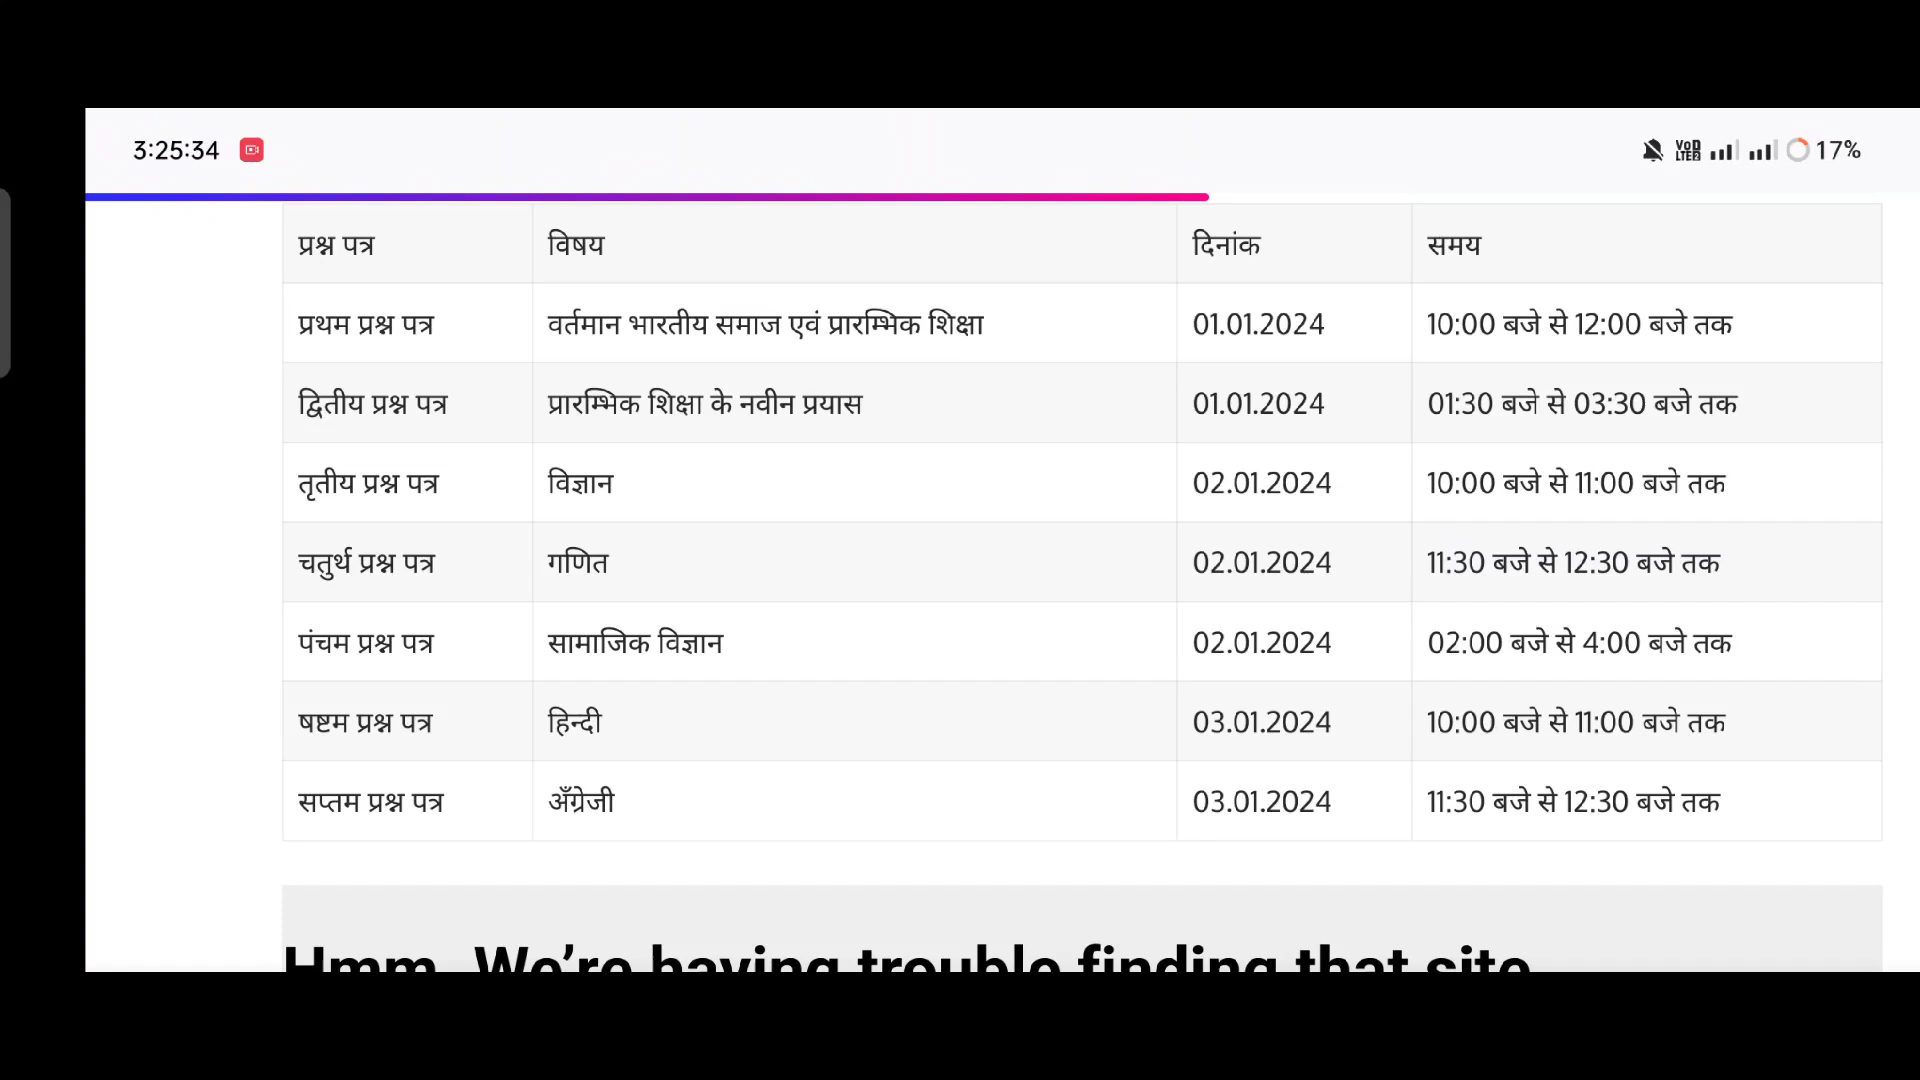 3:25:34 VoD LTE2 17%
प्रश्न पत्र विषय दिनांक समय
प्रथम प्रश्न पत्र वर्तमान भारतीय समाज एवं प्रारम्भिक शिक्षा 01.01.2024 10:00 बजे से 12:00 बजे तक
द्वितीय प्रश्न पत्र प्रारम्भिक शिक्षा के नवीन प्रयास 01.01.2024 01:30 बजे से 03:30 बजे तक
तृतीय प्रश्न पत्र विज्ञान 02.01.2024 10:00 बजे से 11:00 बजे तक
चतुर्थ प्रश्न पत्र गणित 02.01.2024 11:30 बजे से 12:30 बजे तक
पंचम प्रश्न पत्र सामाजिक विज्ञान 02.01.2024 02:00 बजे से 4:00 बजे तक
षष्टम प्रश्न पत्र हिन्दी 03.01.2024 10:00 बजे से 11:00 बजे तक
सप्तम प्रश्न पत्र अँग्रेजी 03.01.2024 11:30 बजे से 12:30 बजे तक
Hmm. We’re having trouble finding that site.